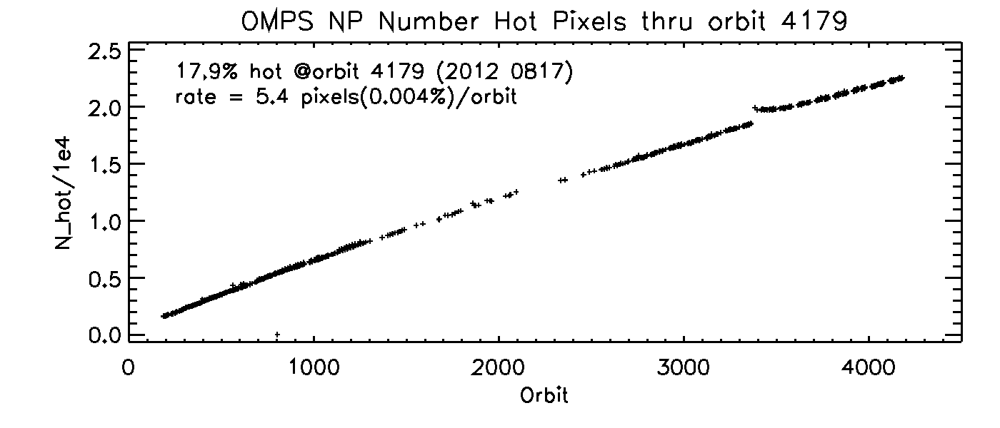 OMPS NP Number Hot Pixels thru orbit 4179
17.9% hot @orbit 4179 (2012 0817)
rate = 5.4 pixels(0.004%)/orbit
N_hot/1e4
2.5
2.0
1.5
1.0
0.5
0.0
0 1000 2000 3000 4000
Orbit